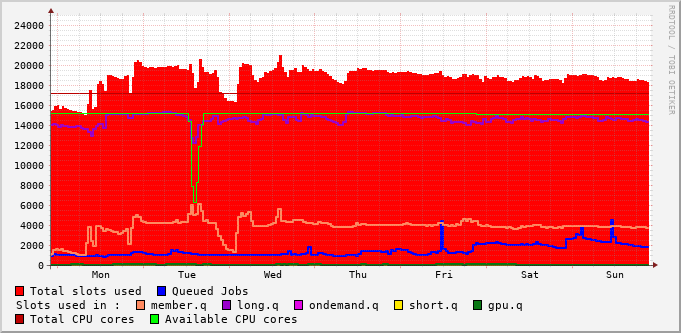 24000
22000
20000
18000
16000
14000
12000
10000
8000
6000
4000
2000
0
Mon Tue Wed Thu Fri Sat Sun
RRDTOOL / TOBI OETIKER
Total slots used Queued Jobs
Slots used in : member.q long.q ondemand.q short.q gpu.q
Total CPU cores Available CPU cores